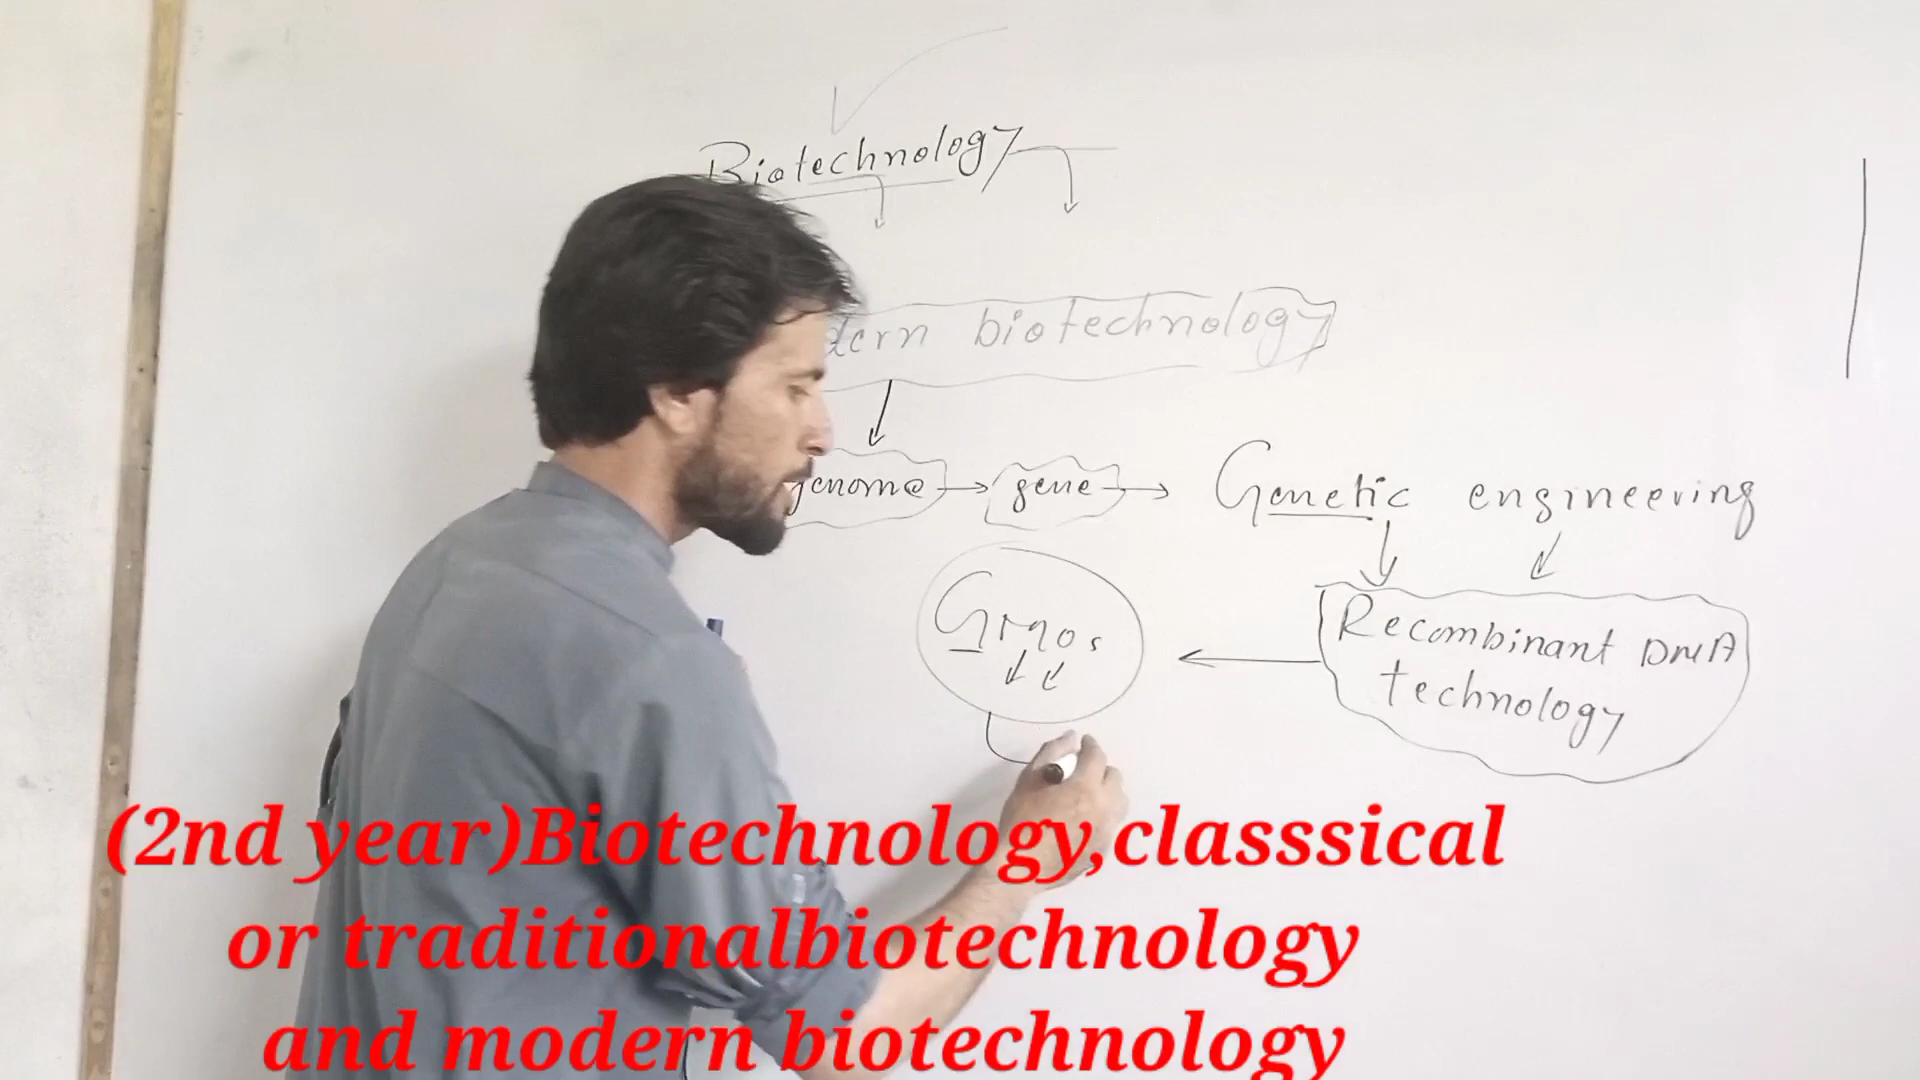 Biotechnology
dern biotechnology
genome → gene → Genetic engineering
GMOs
Recombinant DNA
technology
(2nd year)Biotechnology,classsical
or traditionalbiotechnology
and modern biotechnology